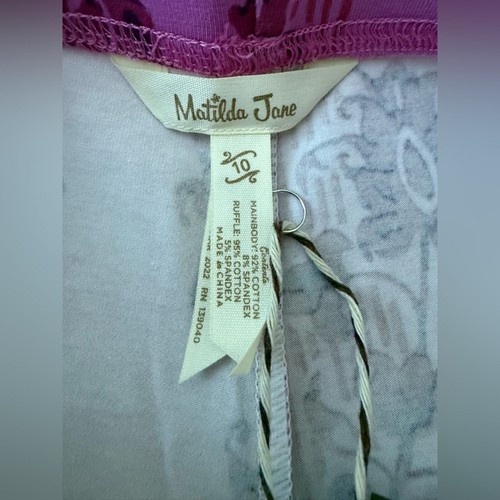 Matilda Jane
10
Contents
MAINBODY: 92% COTTON
8% SPANDEX
RUFFLE: 95% COTTON
5% SPANDEX
MADE in CHINA
2022 RN 139040